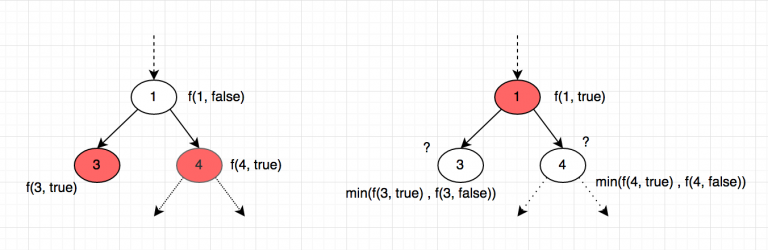 1
f(1, false)
3
4
f(4, true)
f(3, true)
1
f(1, true)
?
?
3
4
min(f(3, true) , f(3, false))
min(f(4, true) , f(4, false))